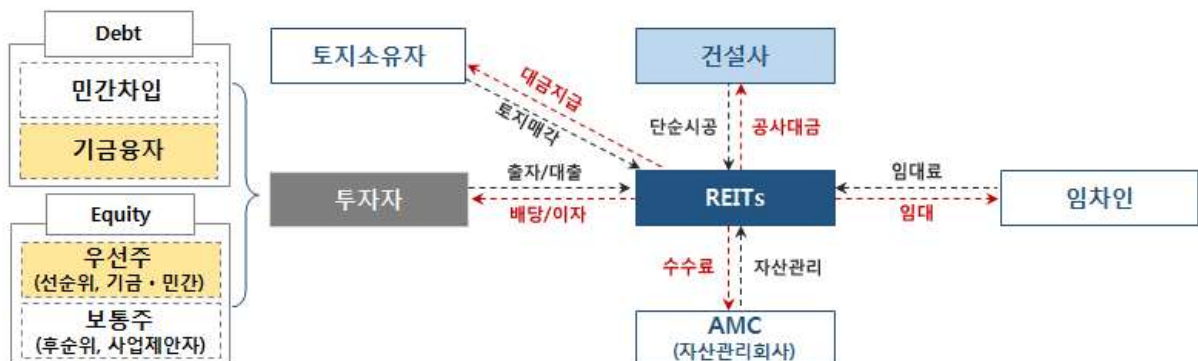 Debt
민간차입
기금융자
Equity
우선주
(선순위, 기금·민간)
보통주
(후순위, 사업제안자)
토지소유자
대금지급
토지매각
건설사
단순시공
공사대금
투자자
출자/대출
배당/이자
REITs
임대료
임대
임차인
수수료
자산관리
AMC
(자산관리회사)